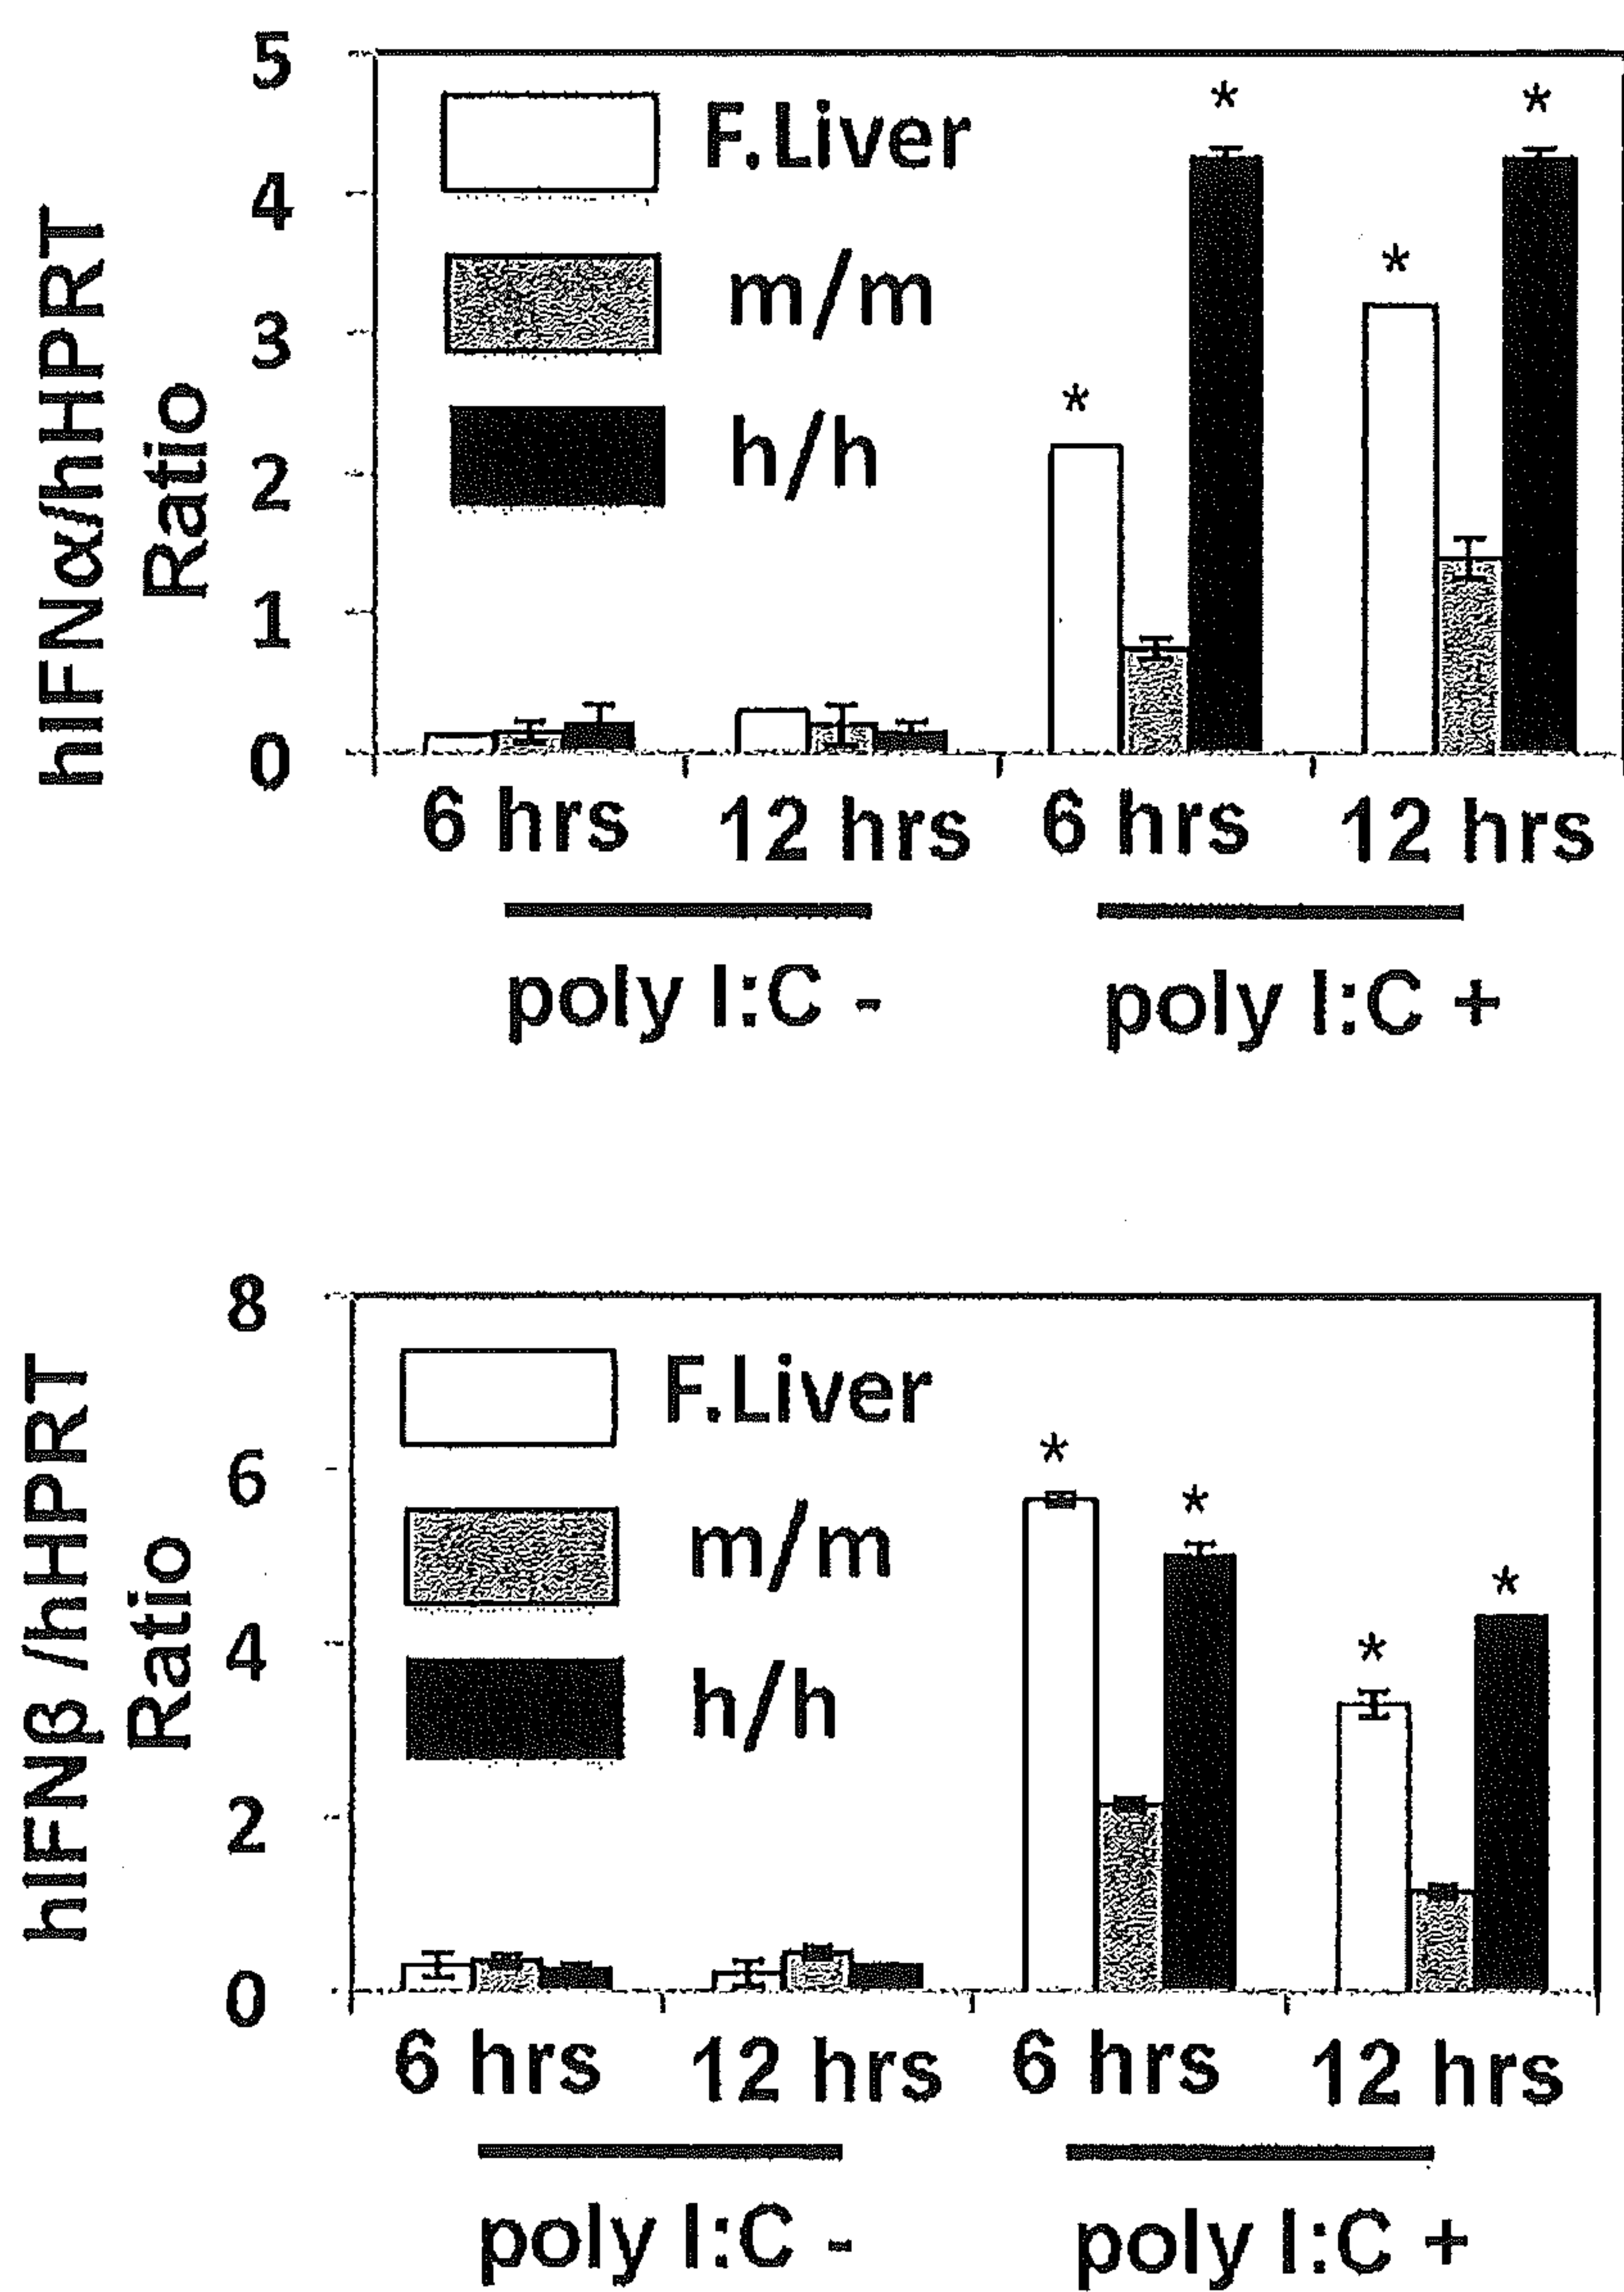 hIFNα/hHPRT
Ratio
5
4
3
2
1
0
F.Liver
m/m
h/h
*
*
*
*
6 hrs
12 hrs
6 hrs
12 hrs
poly I:C -
poly I:C +
hIFNβ /hHPRT
Ratio
8
6
4
2
0
F.Liver
m/m
h/h
*
*
*
*
6 hrs
12 hrs
6 hrs
12 hrs
poly I:C -
poly I:C +